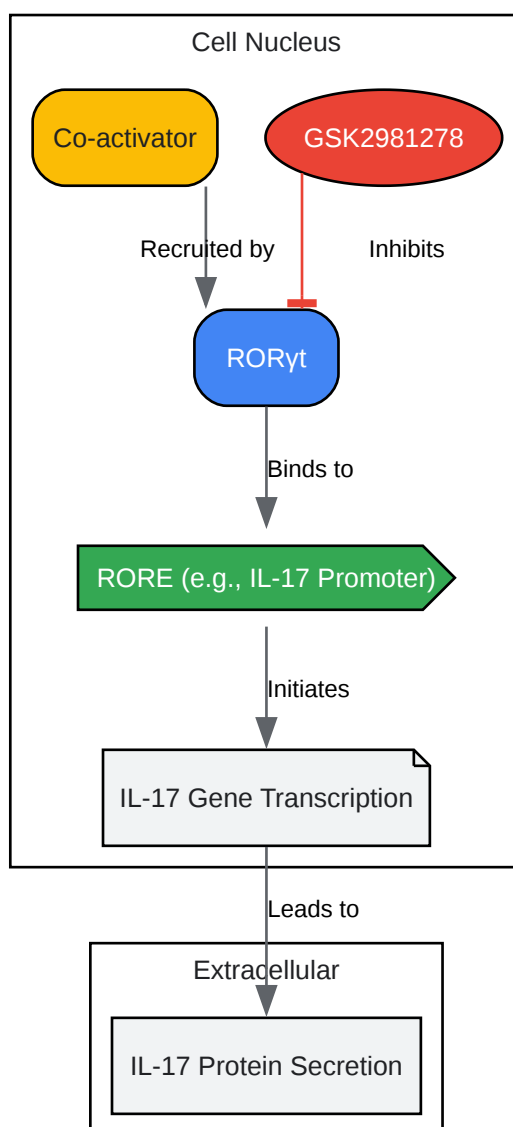 Cell Nucleus
Co-activator
GSK2981278
Recruited by
Inhibits
RORγt
Binds to
RORE (e.g., IL-17 Promoter)
Initiates
IL-17 Gene Transcription
Leads to
Extracellular
IL-17 Protein Secretion